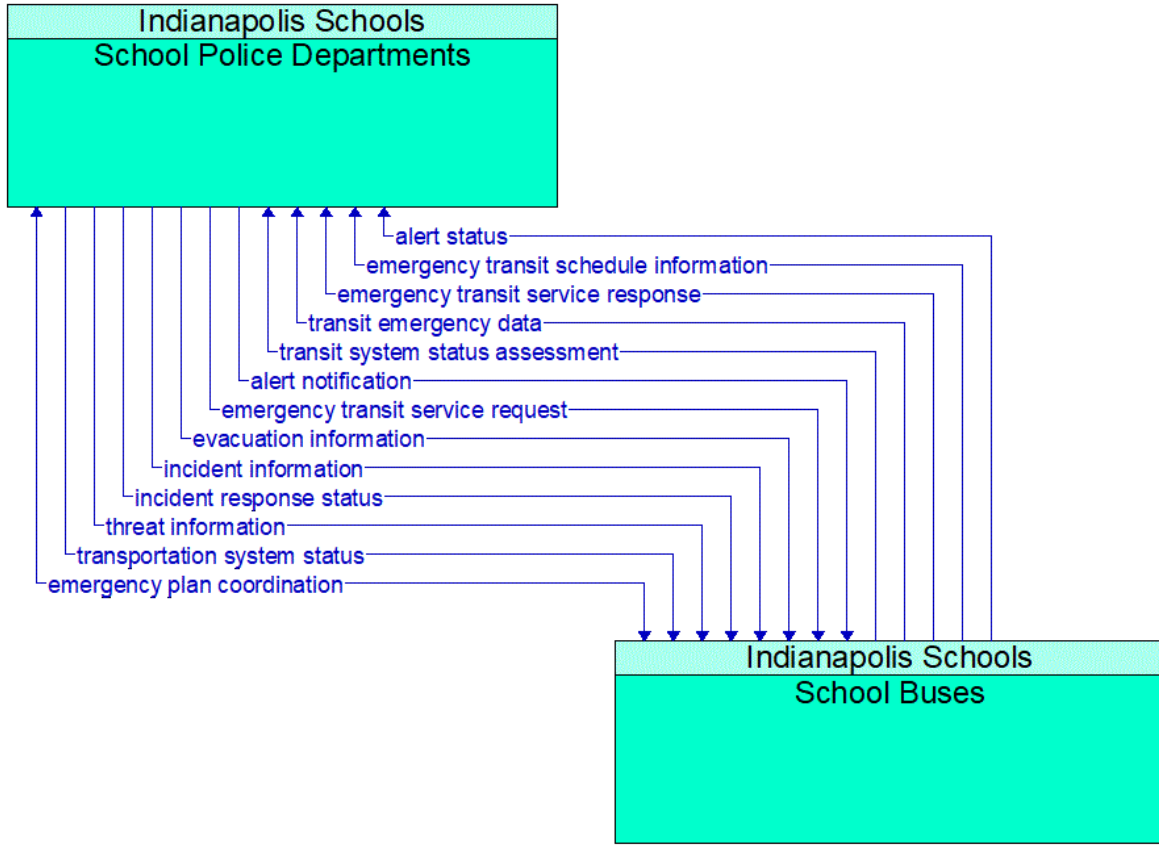 Indianapolis Schools
School Police Departments
alert status
emergency transit schedule information
emergency transit service response
transit emergency data
transit system status assessment
alert notification
emergency transit service request
evacuation information
incident information
incident response status
threat information
transportation system status
emergency plan coordination
Indianapolis Schools
School Buses